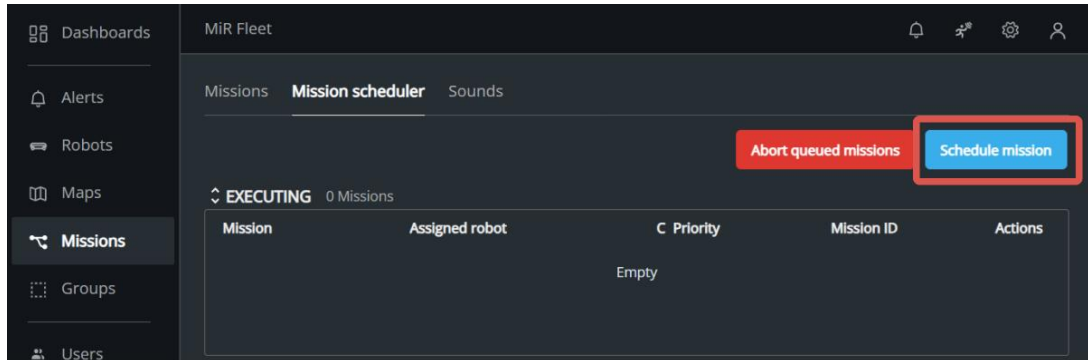 Dashboards
MiR Fleet
Alerts
Robots
Maps
Missions
Groups
Users
Missions Mission scheduler Sounds
Abort queued missions Schedule mission
EXECUTING 0 Missions
Mission Assigned robot C Priority Mission ID Actions
Empty